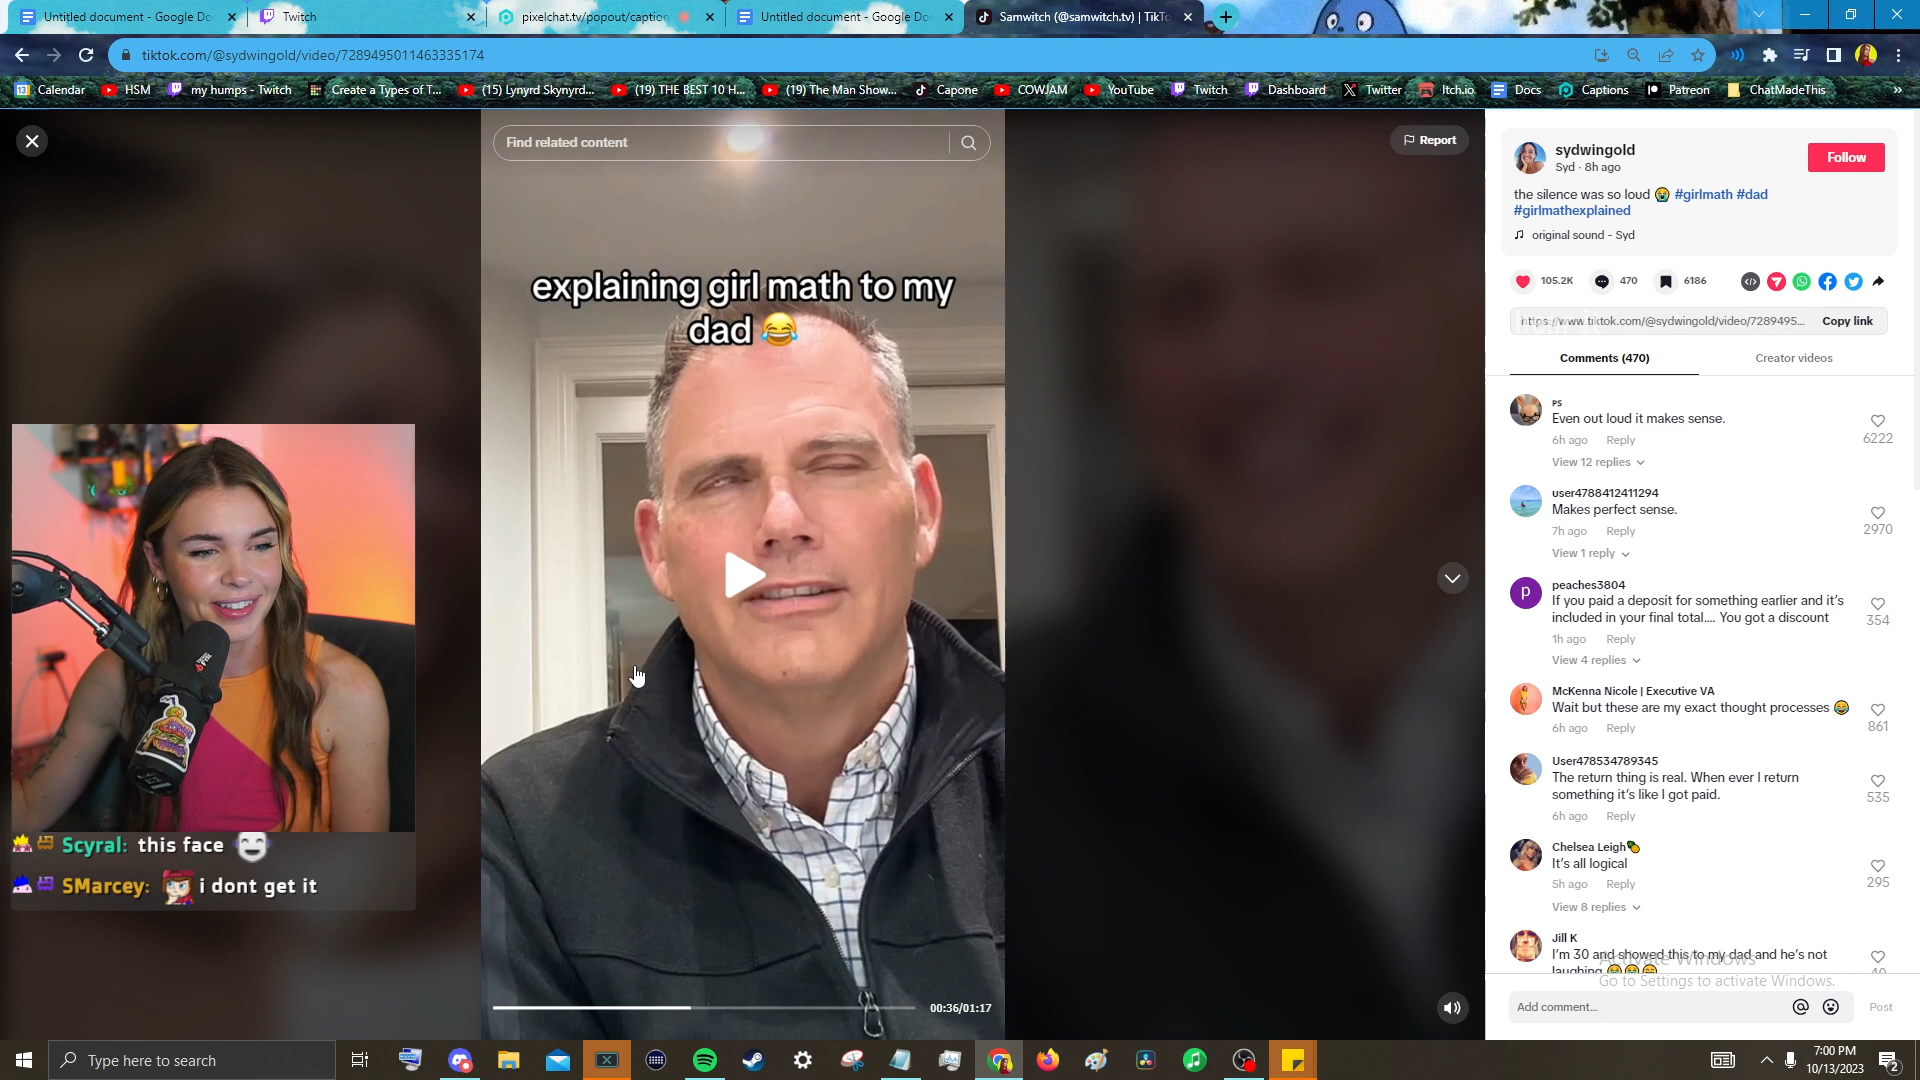 Untitled document - Google Do
Twitch
pixelchat.tv/popout/caption
Untitled document - Google Do
Samwitch (@samwitch.tv) | TikTo
tiktok.com/@sydwingold/video/7289495011463335174
Calendar
HSM
my humps - Twitch
Create a Types of T...
(15) Lynyrd Skynyrd...
(19) THE BEST 10 H...
(19) The Man Show...
Capone
COWJAM
YouTube
Twitch
Dashboard
Twitter
Itch.io
Docs
Captions
Patreon
ChatMadeThis
Find related content
Report
explaining girl math to my
dad 😂
00:36/01:17
Scyral: this face
SMarcey: i dont get it
sydwingold
Syd · 8h ago
Follow
the silence was so loud 😭 #girlmath #dad
#girlmathexplained
original sound - Syd
105.2K
470
6186
https://www.tiktok.com/@sydwingold/video/7289495...
Copy link
Comments (470)
Creator videos
PS
Even out loud it makes sense.
6h ago Reply
6222
View 12 replies
user4788412411294
Makes perfect sense.
7h ago Reply
2970
View 1 reply
P
peaches3804
If you paid a deposit for something earlier and it's
included in your final total.... You got a discount
354
1h ago Reply
View 4 replies
McKenna Nicole | Executive VA
Wait but these are my exact thought processes 😂
6h ago Reply
861
User478534789345
The return thing is real. When ever I return
something it's like I got paid.
535
6h ago Reply
Chelsea Leigh🍍
It's all logical
295
5h ago Reply
View 8 replies
Jill K
I'm 30 and showed this to my dad and he's not
laughing 😂😂😁
40
Activate Windows
Go to Settings to activate Windows.
Add comment...
Post
Type here to search
7:00 PM
10/13/2023
2